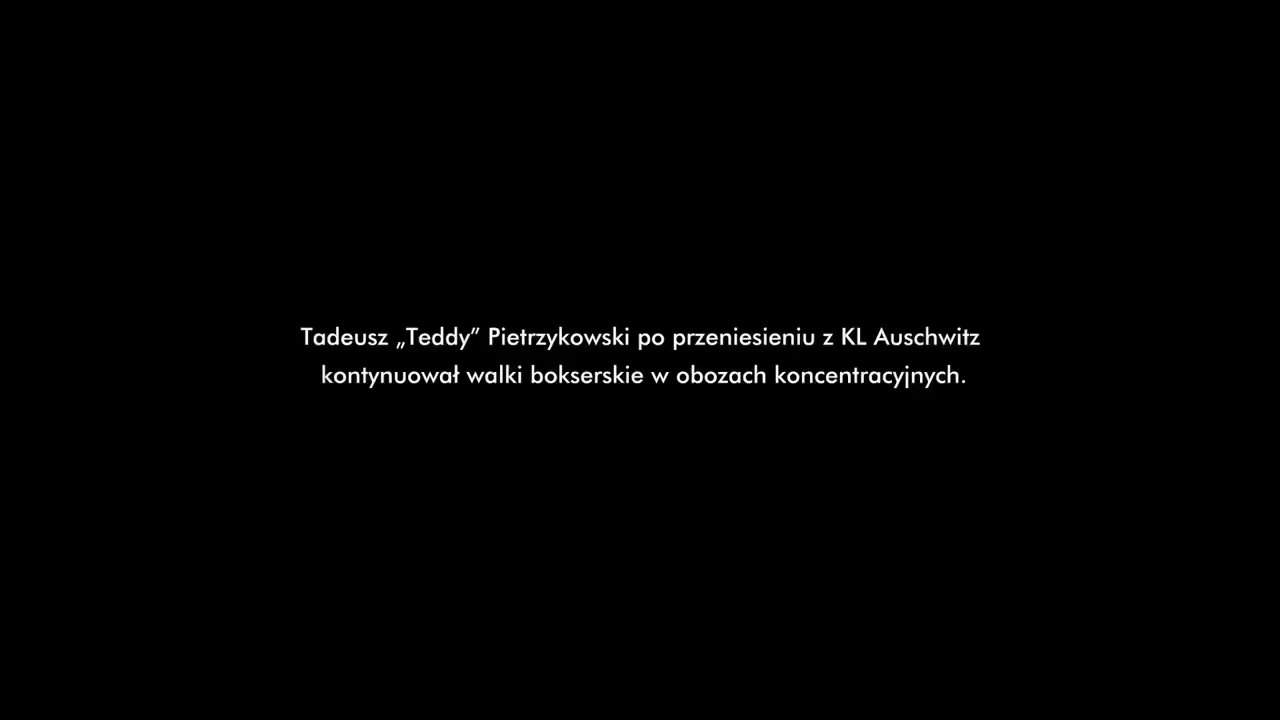 Tadeusz „Teddy” Pietrzykowski po przeniesieniu z KL Auschwitz
kontynuował walki bokserskie w obozach koncentracyjnych.